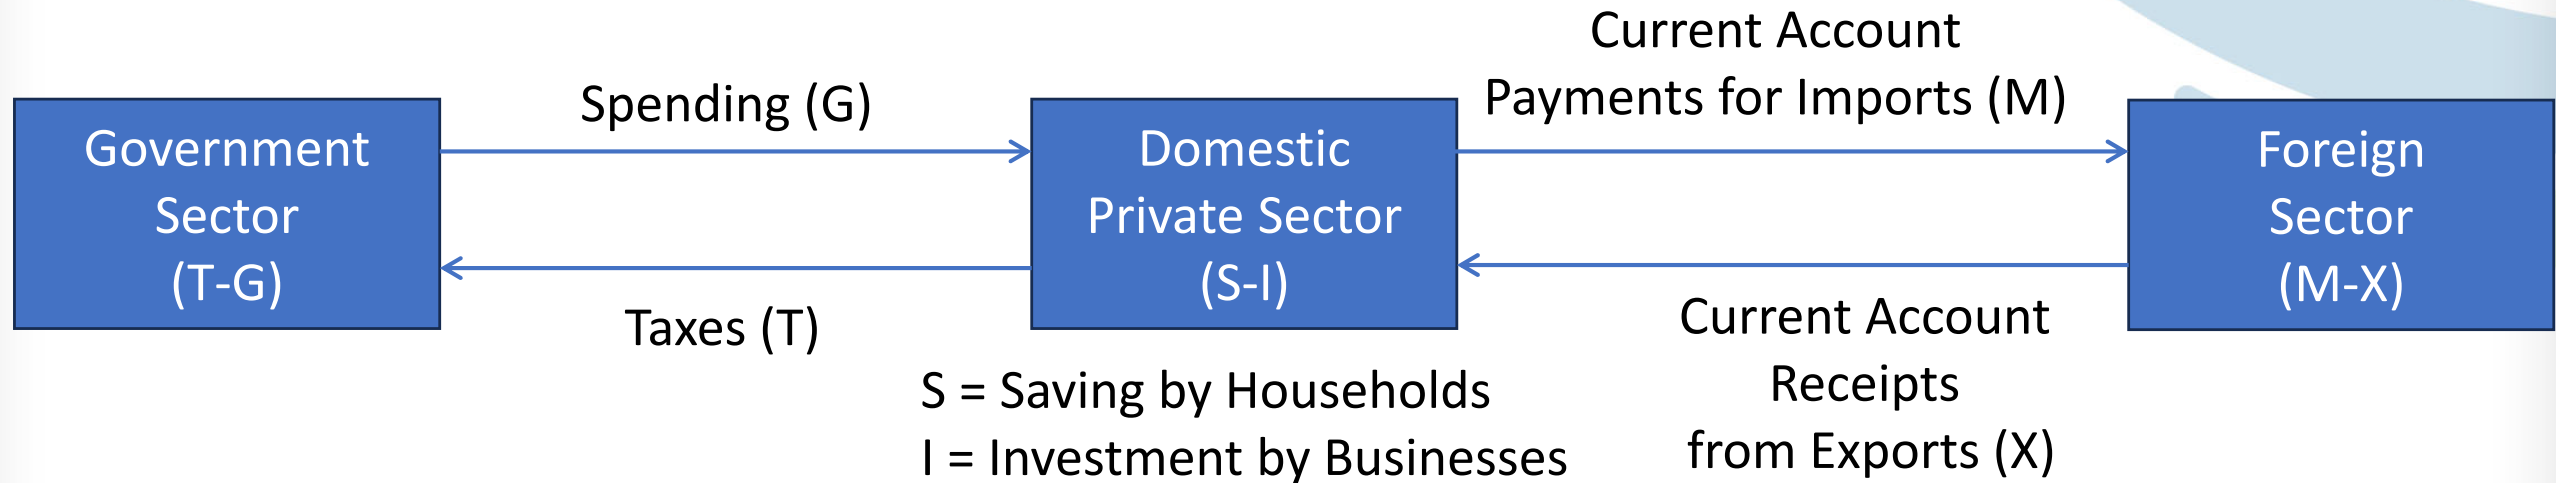 Government
Sector
(T-G)
Spending (G)
Taxes (T)
Domestic
Private Sector
(S-I)
S = Saving by Households
I = Investment by Businesses
Current Account
Payments for Imports (M)
Current Account
Receipts
from Exports (X)
Foreign
Sector
(M-X)